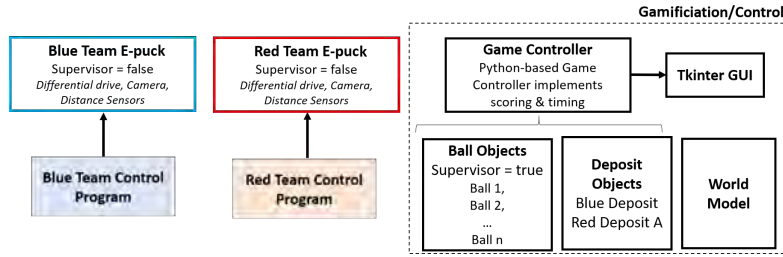 Gamificiation/Control
Blue Team E-puck
Supervisor = false
Differential drive, Camera,
Distance Sensors
Red Team E-puck
Supervisor = false
Differential drive, Camera,
Distance Sensors
Game Controller
Python-based Game
Controller implements
scoring & timing
Tkinter GUI
Blue Team Control
Program
Red Team Control
Program
Ball Objects
Supervisor = true
Ball 1,
Ball 2,
...
Ball n
Deposit
Objects
Blue Deposit
Red Deposit A
World
Model